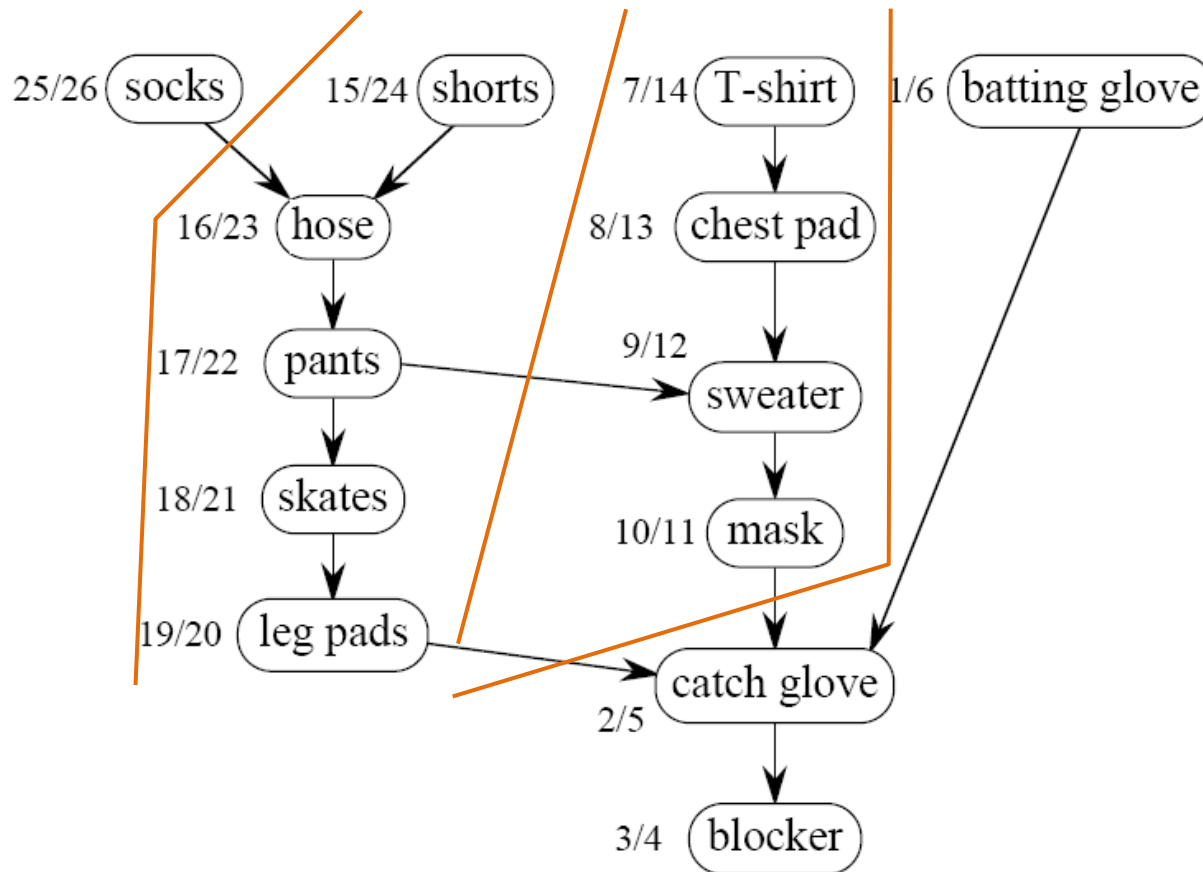 25/26 socks 15/24 shorts 7/14 T-shirt 1/6 batting glove
16/23 hose 8/13 chest pad
17/22 pants 9/12 sweater
18/21 skates 10/11 mask
19/20 leg pads catch glove
2/5
3/4 blocker